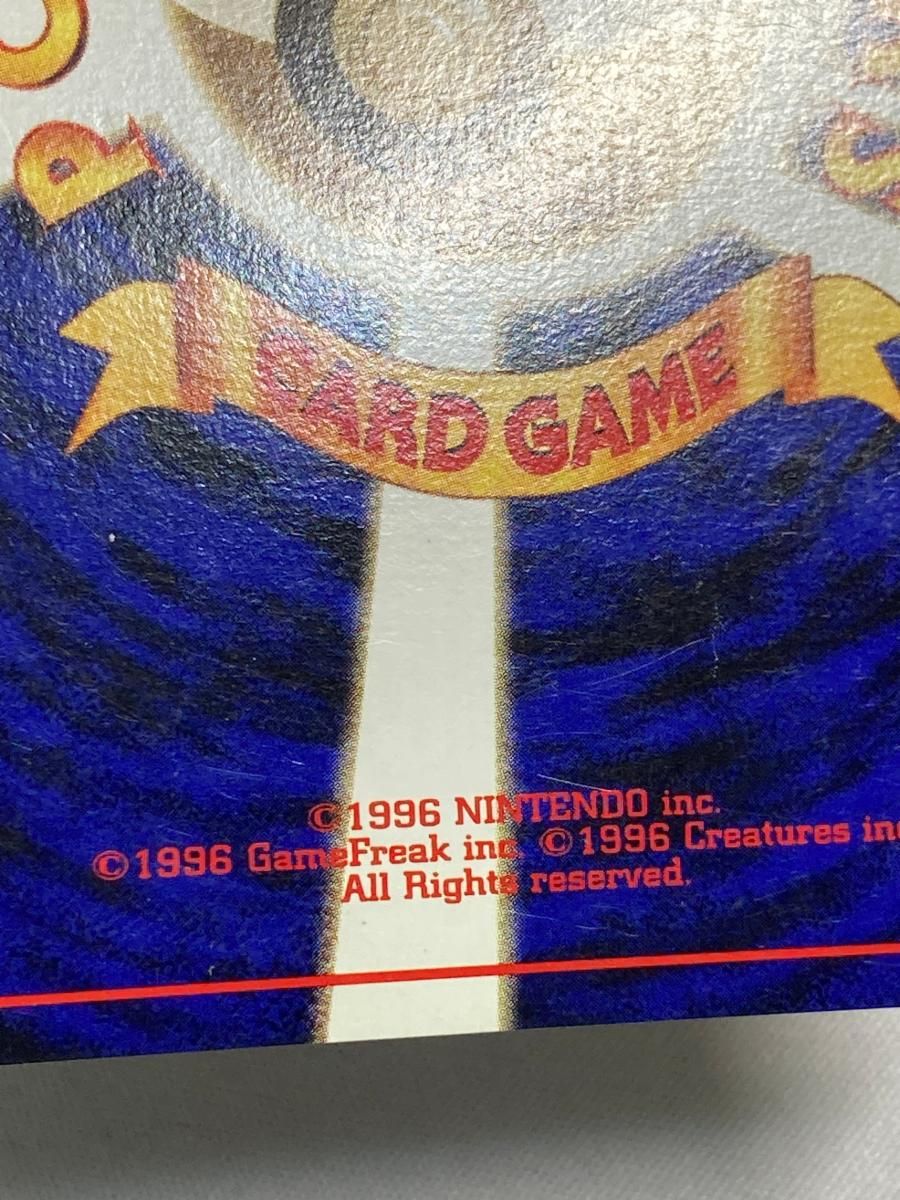 P
CARD GAME
©1996 NINTENDO inc.
©1996 GameFreak inc. ©1996 Creatures inc
All Rights reserved.